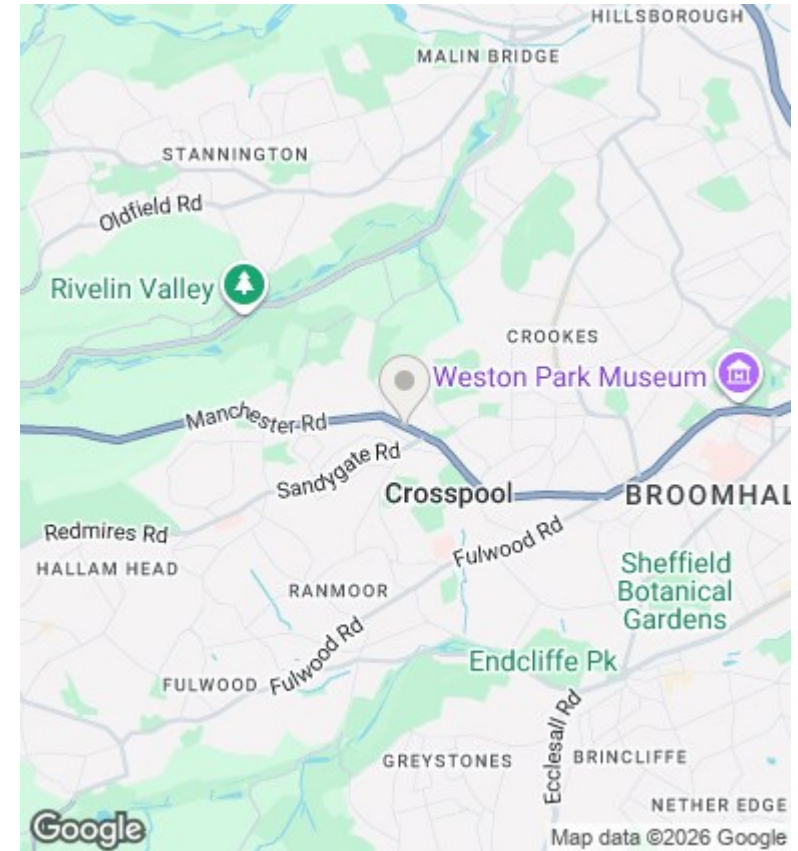 HILLSBOROUGH
MALIN BRIDGE
STANNINGTON
Oldfield Rd
Rivelin Valley
CROOKES
Weston Park Museum
Manchester Rd
Sandygate Rd
Crosspool
BROOMHAL
Redmires Rd
Fulwood Rd
HALLAM HEAD
Sheffield
Botanical
Gardens
RANMOOR
Fulwood Rd
Endcliffe Pk
FULWOOD
Ecclesall Rd
GREYSTONES
BRINCLIFFE
NETHER EDGE
Google
Map data ©2026 Google